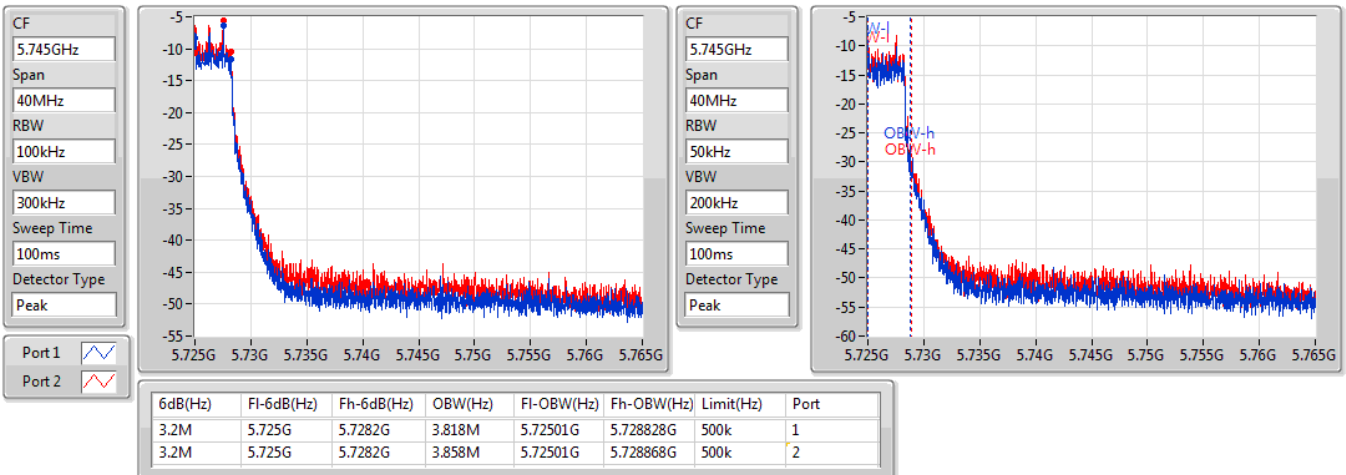 CF
5.745GHz
Span
40MHz
RBW
100kHz
VBW
300kHz
Sweep Time
100ms
Detector Type
Peak
Port 1
Port 2
-5
-10
-15
-20
-25
-30
-35
-40
-45
-50
-55
5.725G 5.73G 5.735G 5.74G 5.745G 5.75G 5.755G 5.76G 5.765G
CF
5.745GHz
Span
40MHz
RBW
50kHz
VBW
200kHz
Sweep Time
100ms
Detector Type
Peak
-5
-10
-15
-20
-25
-30
-35
-40
-45
-50
-55
-60
W-l
W-l
OBW-h
OBW-h
5.725G 5.73G 5.735G 5.74G 5.745G 5.75G 5.755G 5.76G 5.765G
6dB(Hz) Fl-6dB(Hz) Fh-6dB(Hz) OBW(Hz) Fl-OBW(Hz) Fh-OBW(Hz) Limit(Hz) Port
3.2M 5.725G 5.7282G 3.818M 5.72501G 5.728828G 500k 1
3.2M 5.725G 5.7282G 3.858M 5.72501G 5.728868G 500k 2